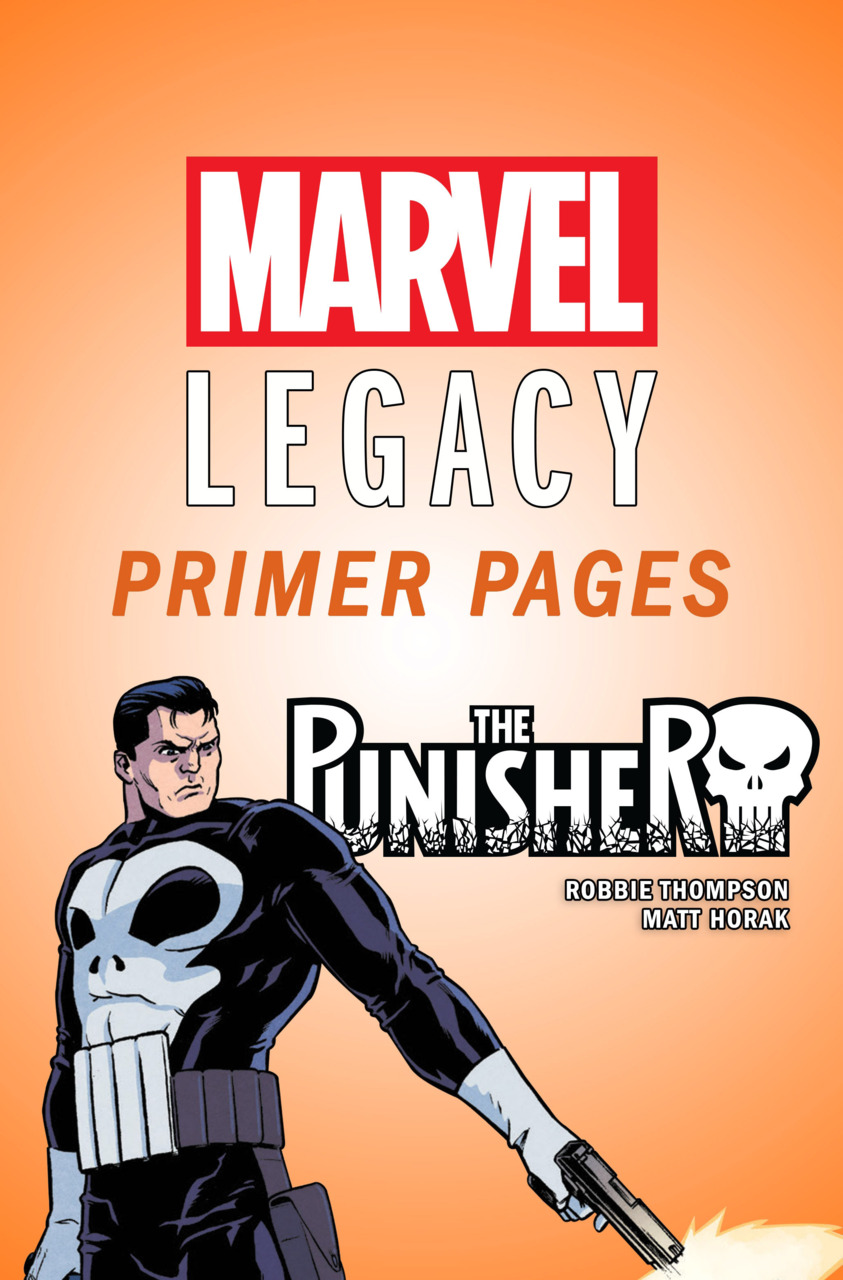 MARVEL
LEGACY
PRIMER PAGES
THE
PUNISHER
ROBBIE THOMPSON
MATT HORAK